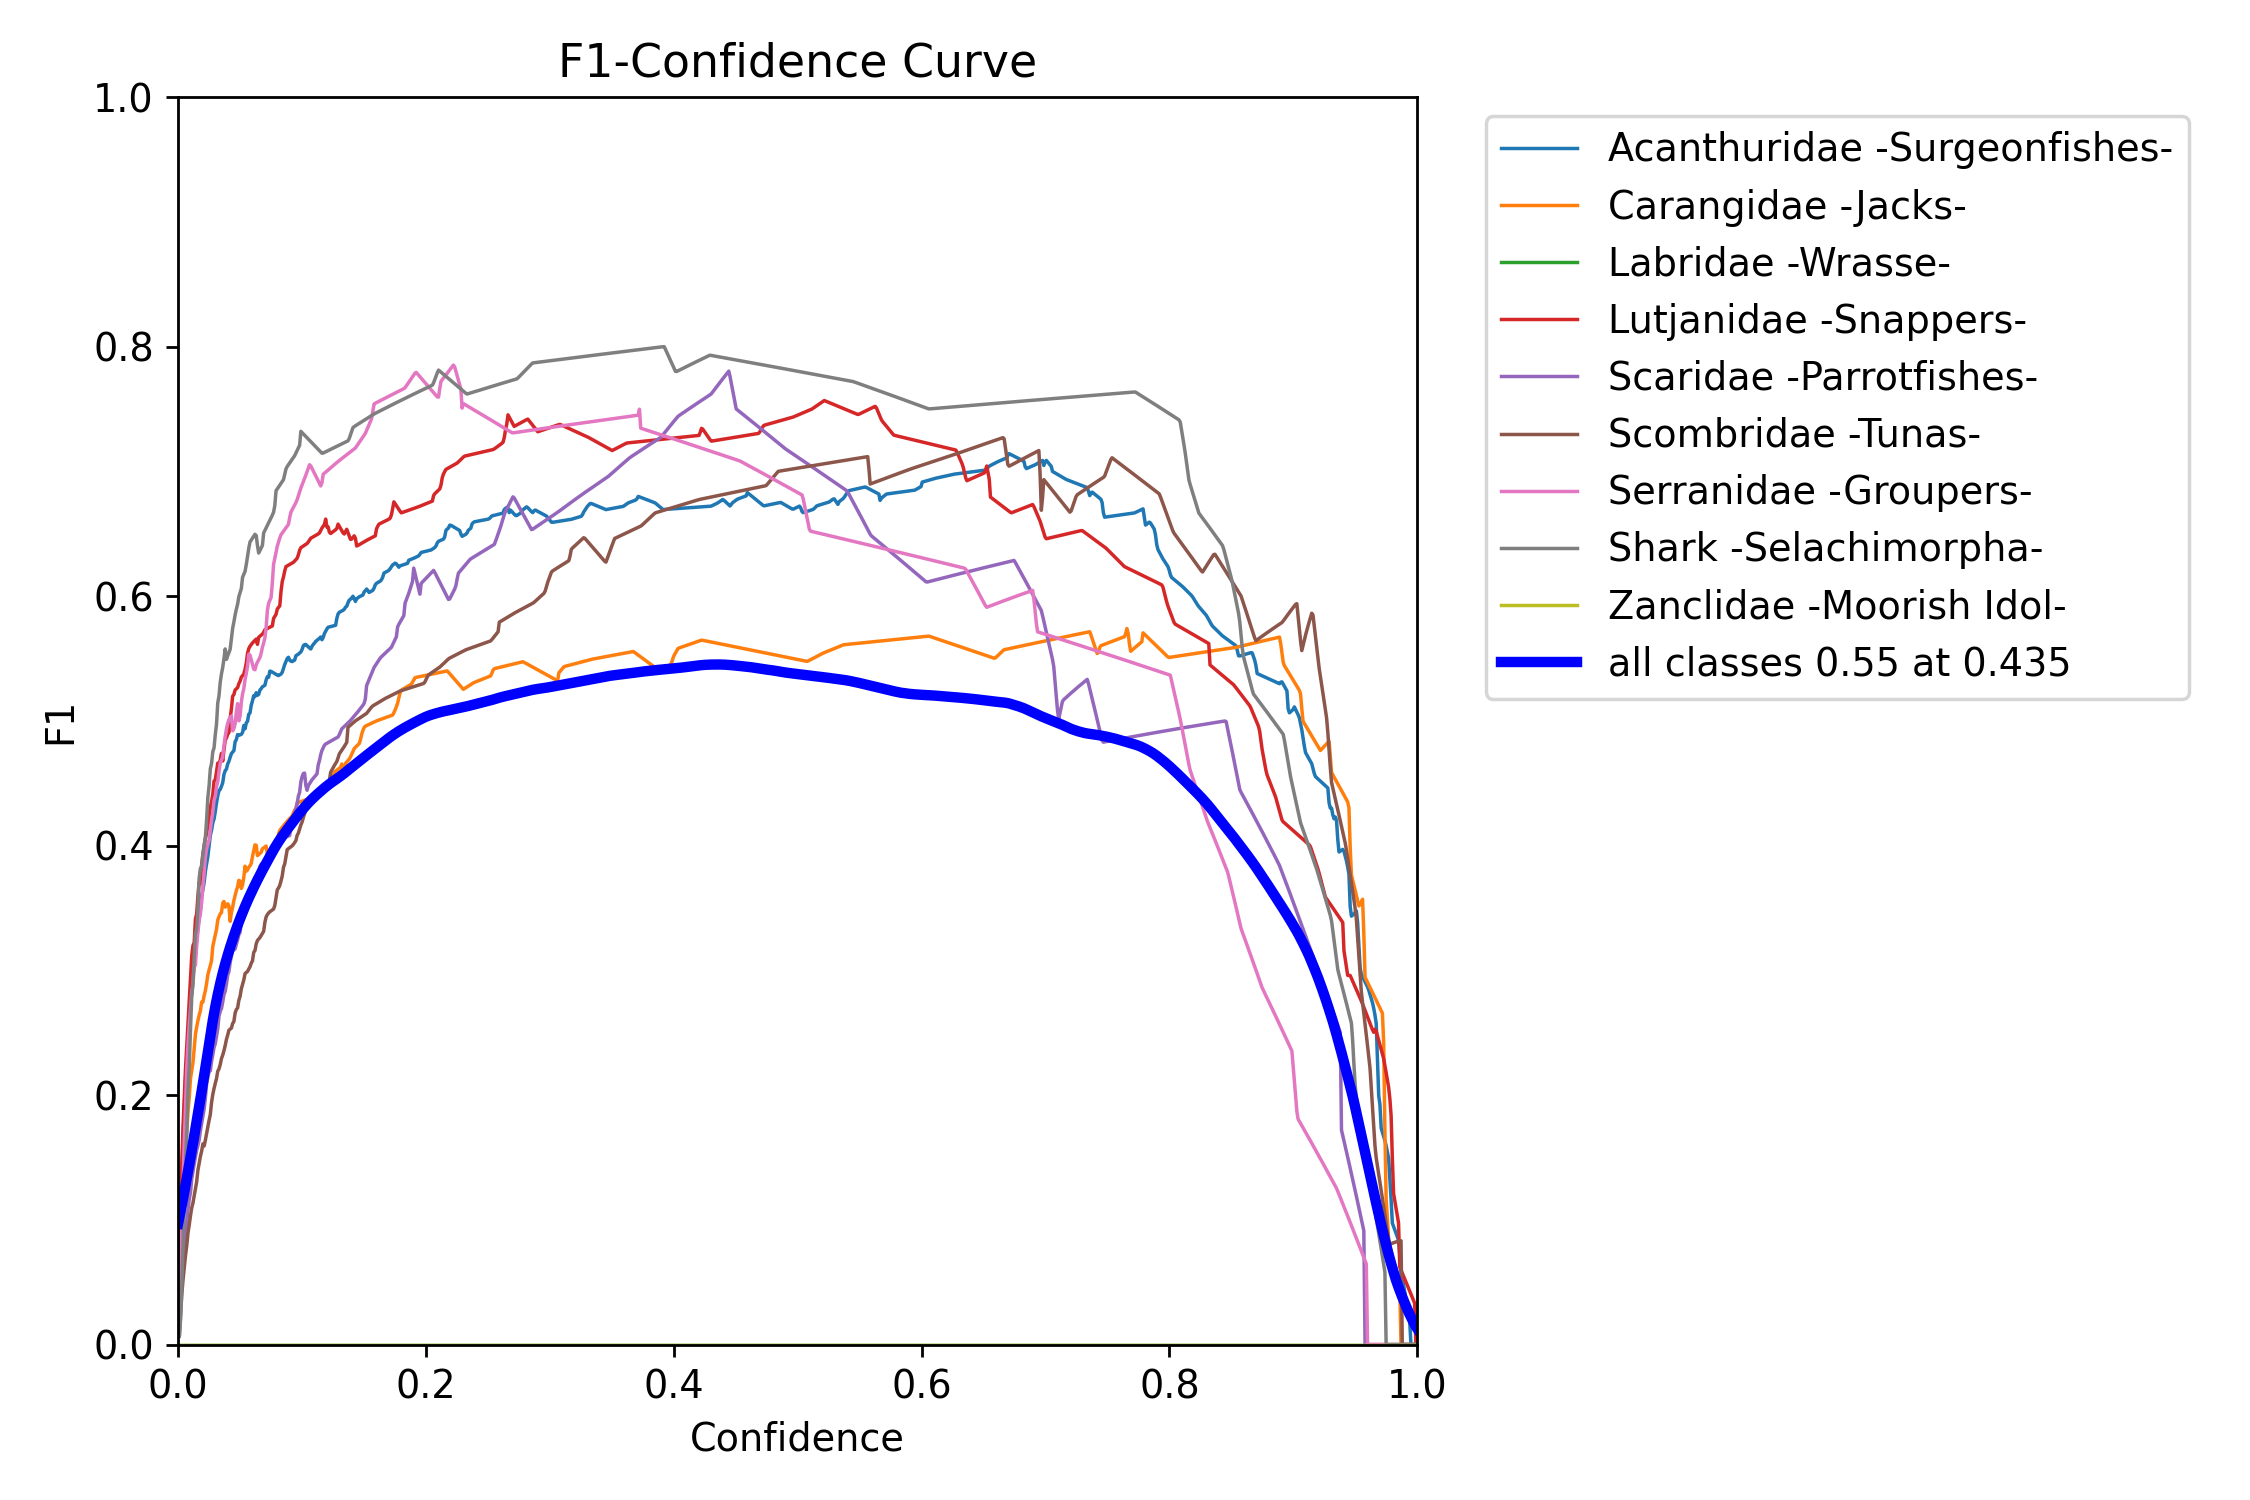 F1-Confidence Curve
1.0
0.8
0.6
0.4
0.2
0.0
F1
0.0 0.2 0.4 0.6 0.8 1.0
Confidence
Acanthuridae -Surgeonfishes-
Carangidae -Jacks-
Labridae -Wrasse-
Lutjanidae -Snappers-
Scaridae -Parrotfishes-
Scombridae -Tunas-
Serranidae -Groupers-
Shark -Selachimorpha-
Zanclidae -Moorish Idol-
all classes 0.55 at 0.435